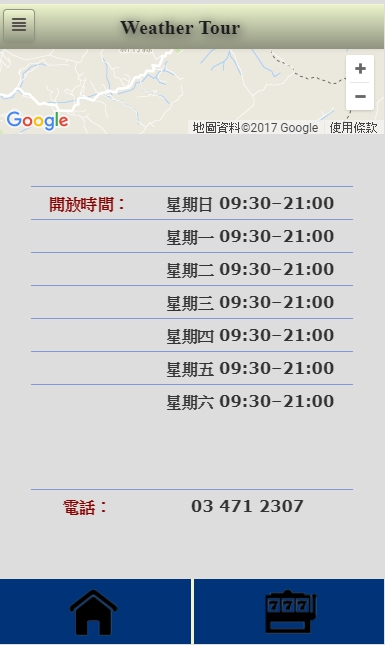 Weather Tour
+
−
Google
地圖資料©2017 Google 使用條款
開放時間： 星期日 09:30–21:00
星期一 09:30–21:00
星期二 09:30–21:00
星期三 09:30–21:00
星期四 09:30–21:00
星期五 09:30–21:00
星期六 09:30–21:00
電話： 03 471 2307
777